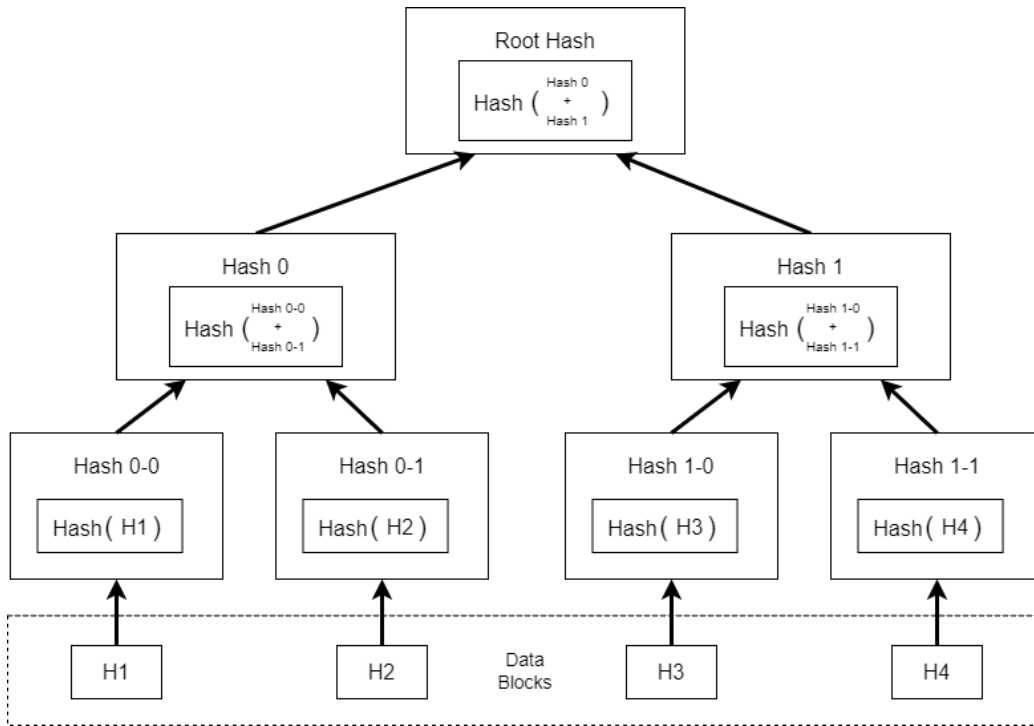 Root Hash
Hash ( Hash 0
+
Hash 1 )
Hash 0
Hash ( Hash 0-0
+
Hash 0-1 )
Hash 1
Hash ( Hash 1-0
+
Hash 1-1 )
Hash 0-0
Hash ( H1 )
Hash 0-1
Hash ( H2 )
Hash 1-0
Hash ( H3 )
Hash 1-1
Hash ( H4 )
H1
H2
Data
Blocks
H3
H4